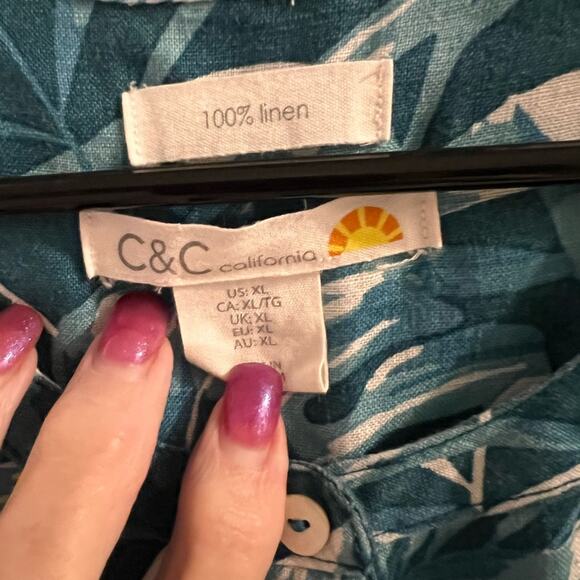 100% linen
C&C california
US: XL
CA: XL/TG
UK: XL
EU: XL
AU: XL